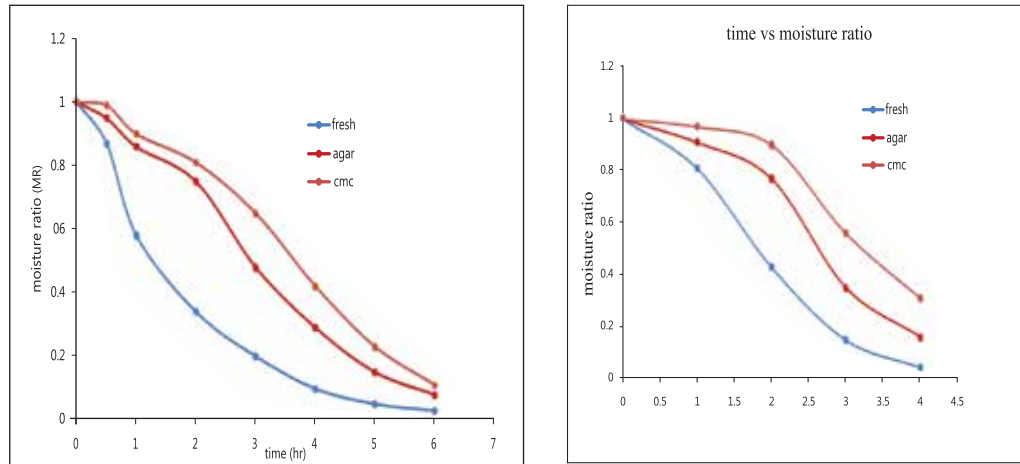 1.2
1
0.8
06
0.4
0.2
0
moisture ratio (MR)
fresh
agar
cmc
0 1 2 3 4 5 6 7
time (hr)
time vs moisture ratio
1.2
1
0.8
0.6
0.4
0.2
0
moisture ratio
fresh
agar
cmc
0 0.5 1 1.5 2 2.5 3 3.5 4 4.5